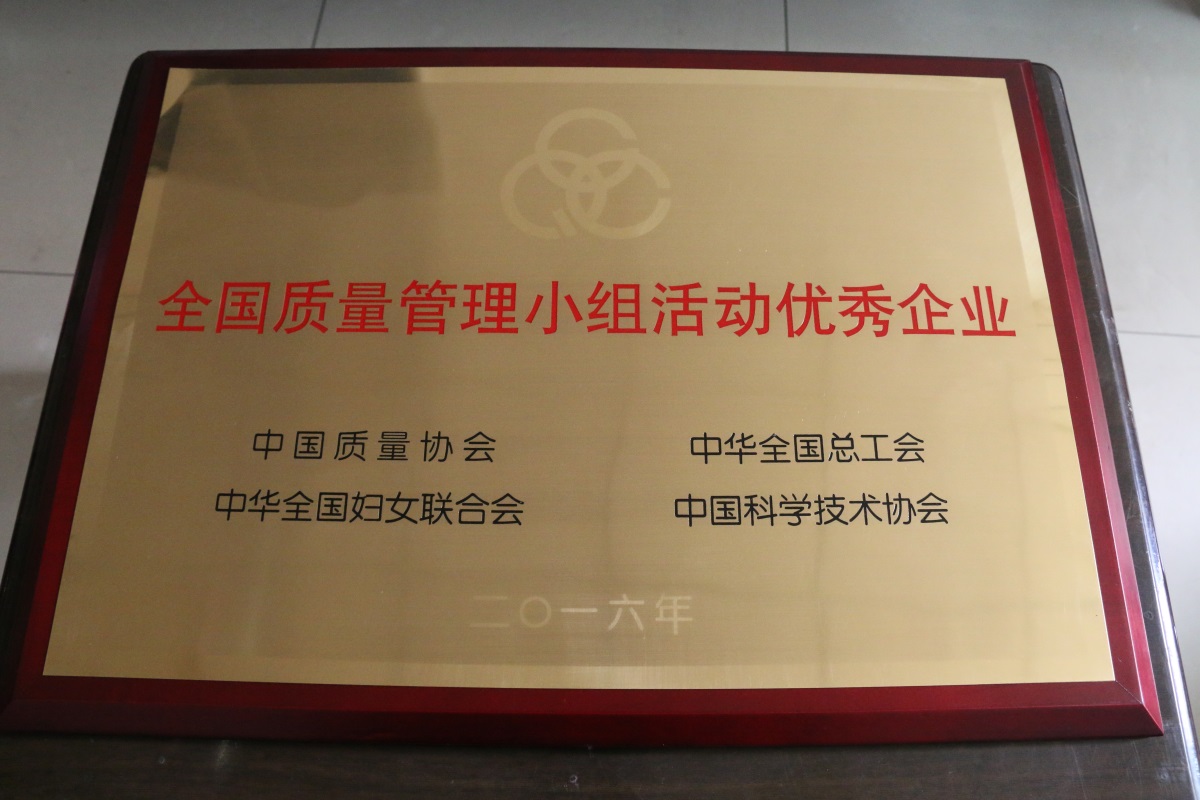 全国质量管理小组活动优秀企业
中国质量协会 中华全国总工会
中华全国妇女联合会 中国科学技术协会
二〇一六年